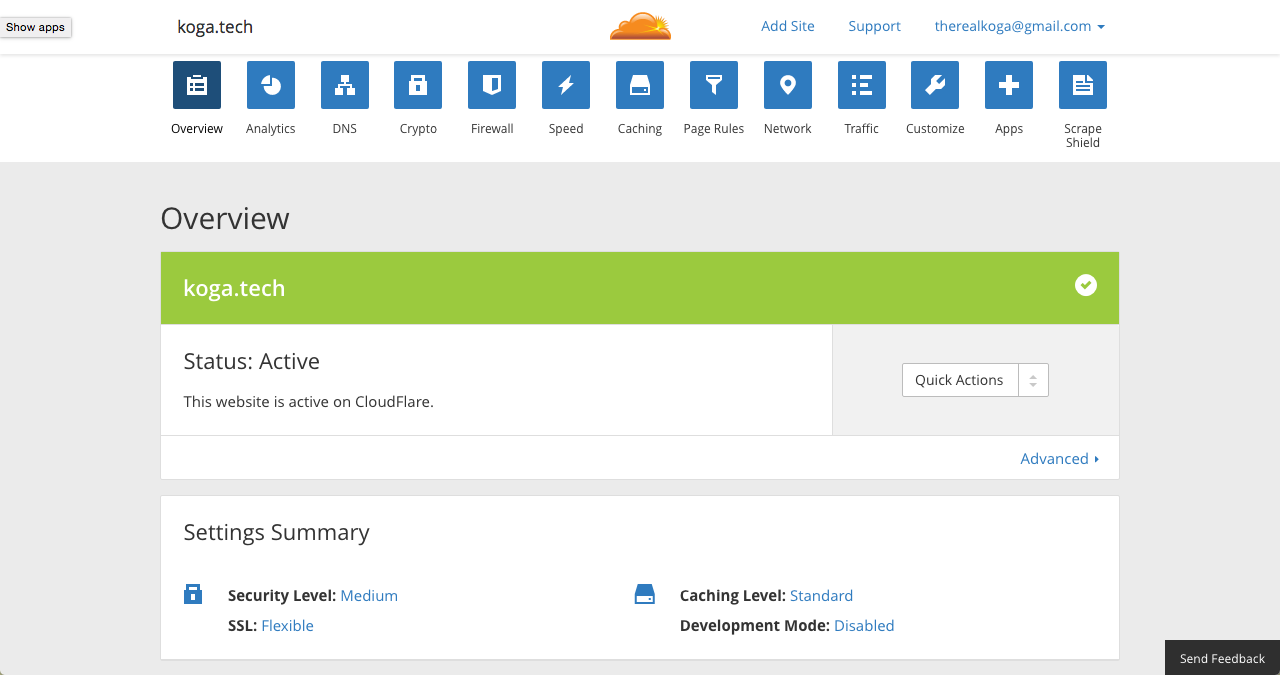 Show apps
koga.tech
Add Site
Support
therealkoga@gmail.com
Overview
Analytics
DNS
Crypto
Firewall
Speed
Caching
Page Rules
Network
Traffic
Customize
Apps
Scrape
Shield
Overview
koga.tech
Status: Active
This website is active on CloudFlare.
Quick Actions
Advanced
Settings Summary
Security Level: Medium
SSL: Flexible
Caching Level: Standard
Development Mode: Disabled
Send Feedback